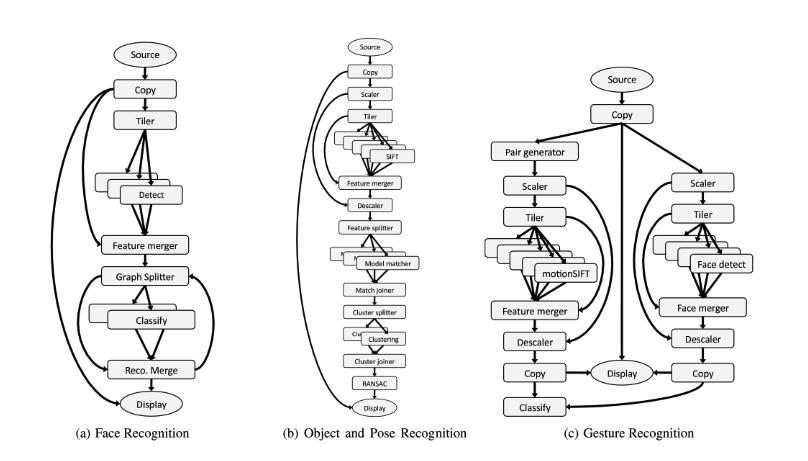 Source
Copy
Tiler
Detect
Feature merger
Graph Splitter
Classify
Reco. Merge
Display
(a) Face Recognition
Source
Copy
Scaler
Tiler
SIFT
Feature merger
Descaler
Feature splitter
Model matcher
Match joiner
Cluster splitter
Clustering
Cluster joiner
RANSAC
Display
(b) Object and Pose Recognition
Source
Copy
Pair generator
Scaler
Tiler
motionSIFT
Feature merger
Descaler
Copy
Classify
Display
Scaler
Tiler
Face detect
Face merger
Descaler
Copy
(c) Gesture Recognition